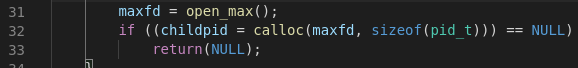 31 maxfd = open_max();
32 if ((childpid = calloc(maxfd, sizeof(pid_t))) == NULL)
33 return(NULL);
34 }